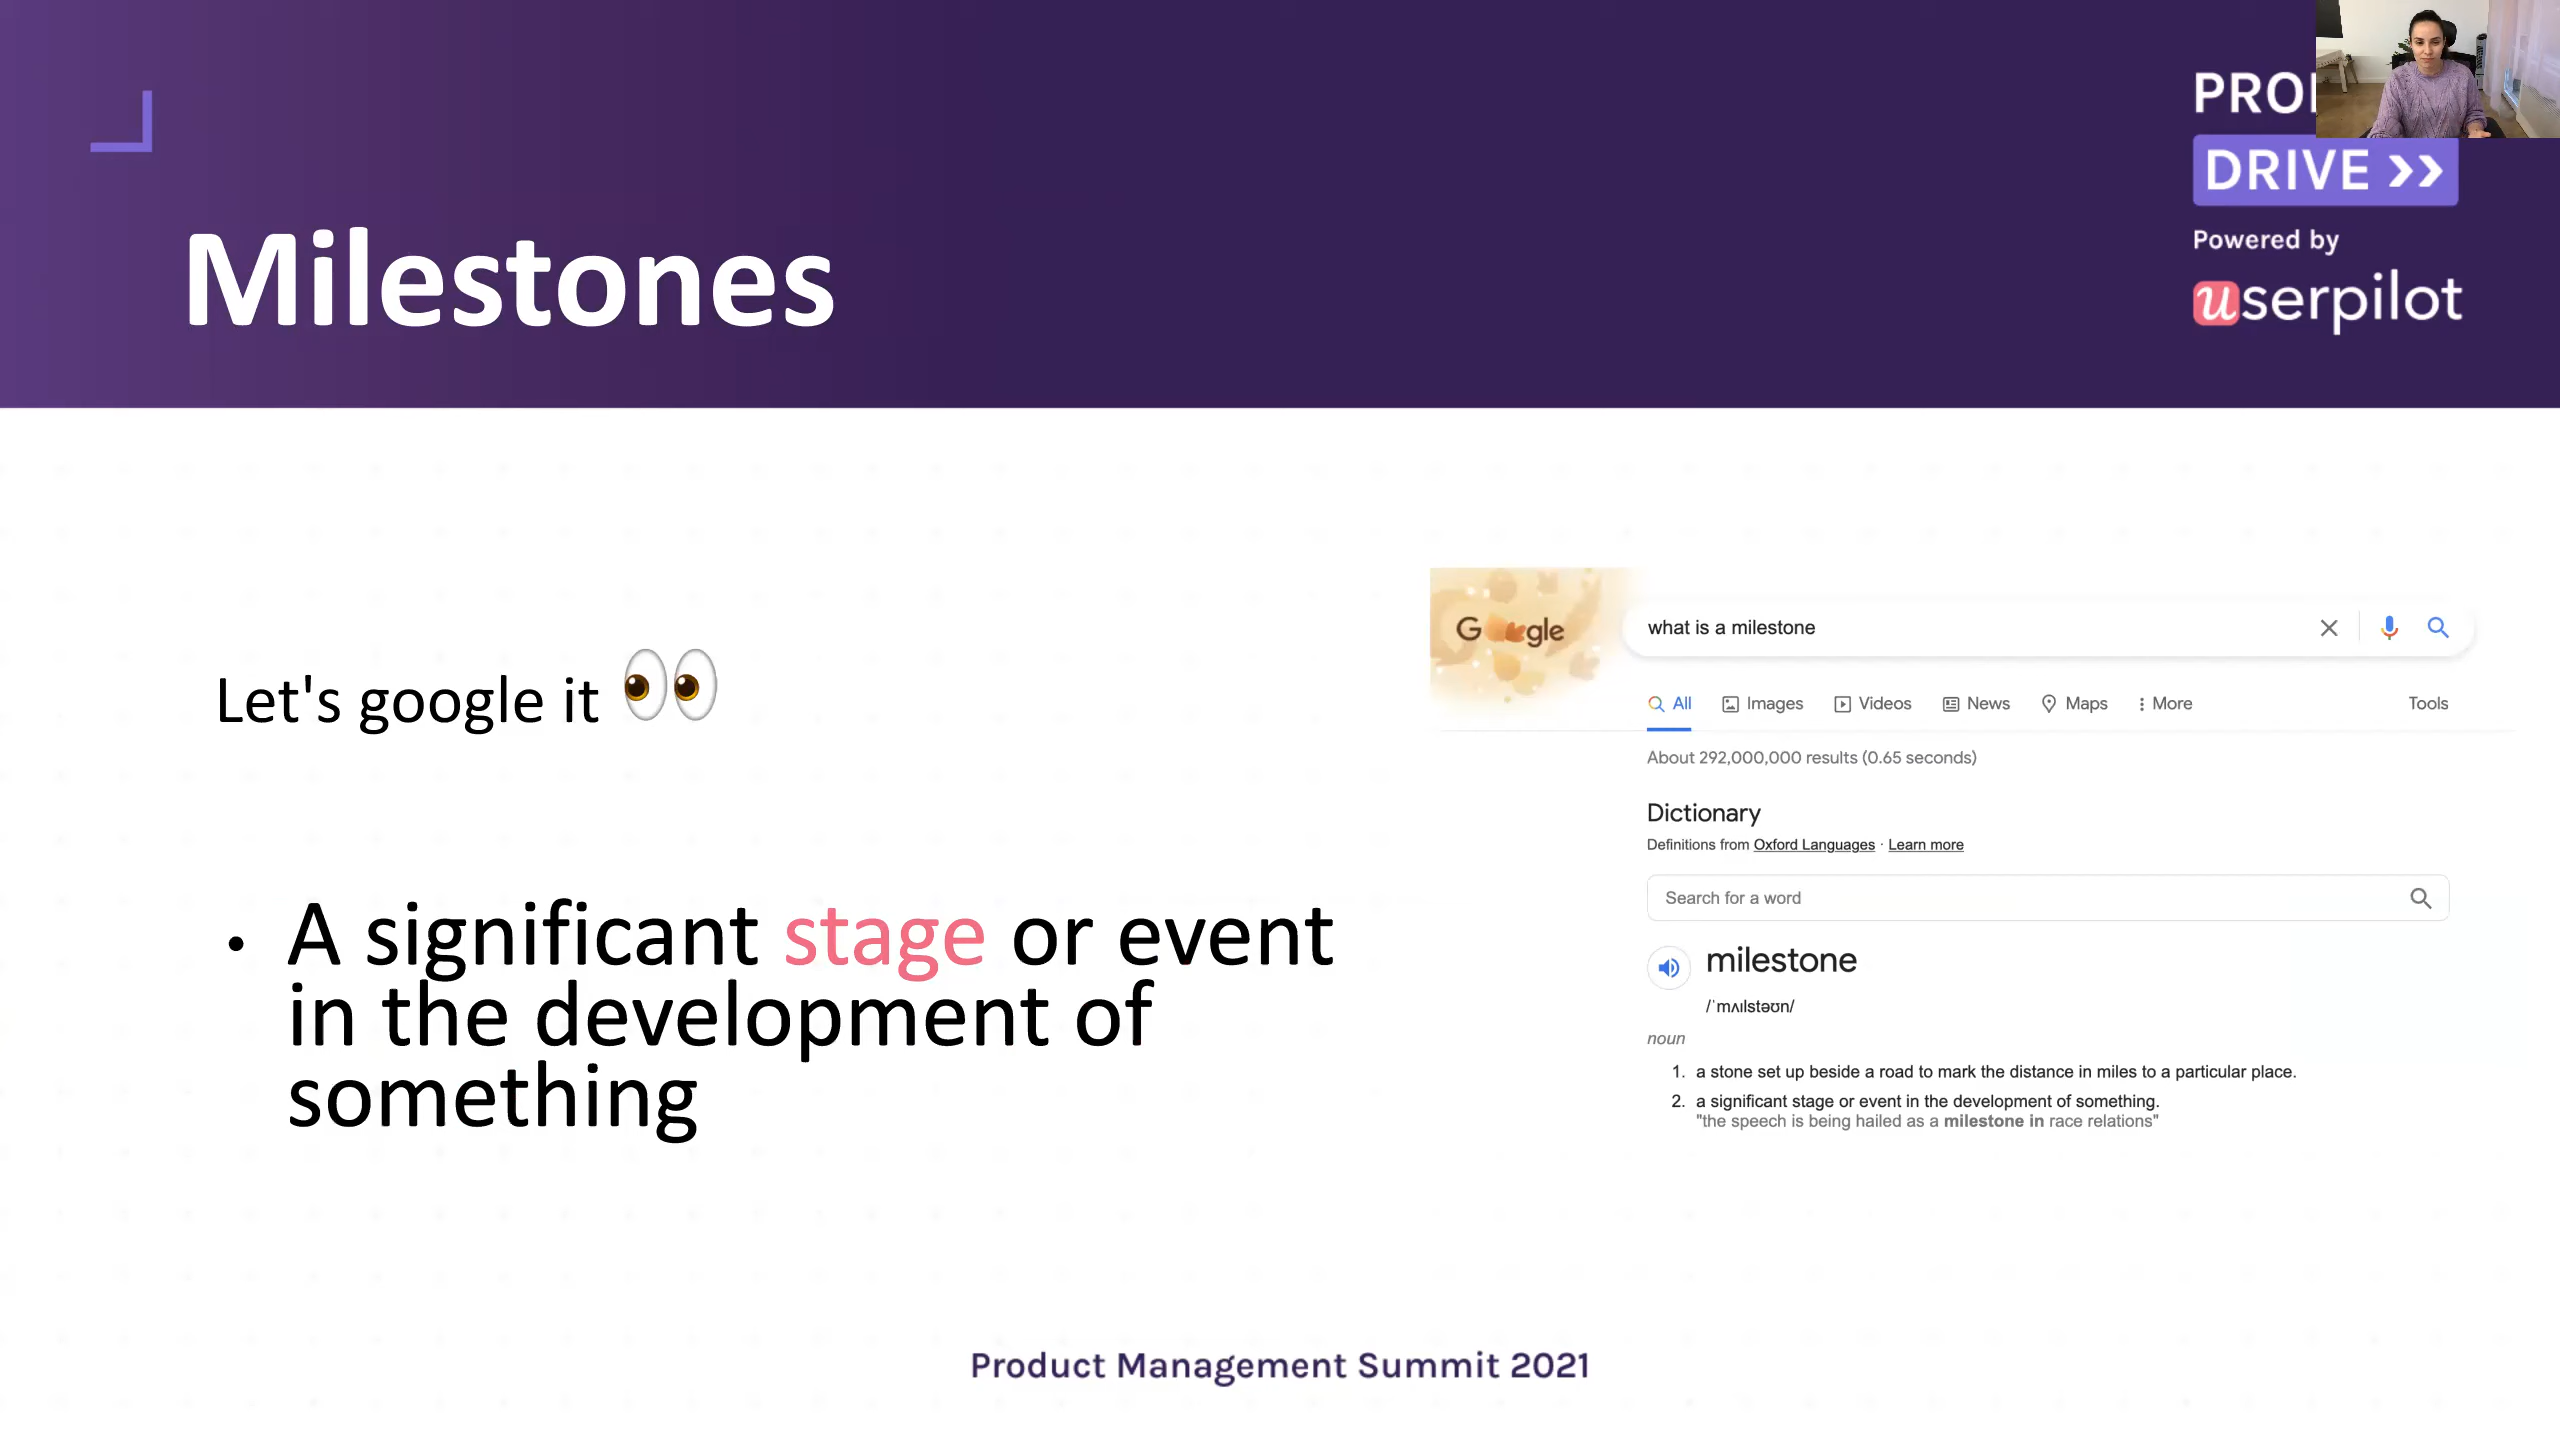 Milestones
DRIVE >>
Powered by
userpilot
Let's google it 👀
• A significant stage or event
in the development of
something
Google
what is a milestone
All Images Videos News Maps More Tools
About 292,000,000 results (0.65 seconds)
Dictionary
Definitions from Oxford Languages · Learn more
Search for a word
milestone
/ˈmʌɪlstəʊn/
noun
1. a stone set up beside a road to mark the distance in miles to a particular place.
2. a significant stage or event in the development of something.
"the speech is being hailed as a milestone in race relations"
Product Management Summit 2021